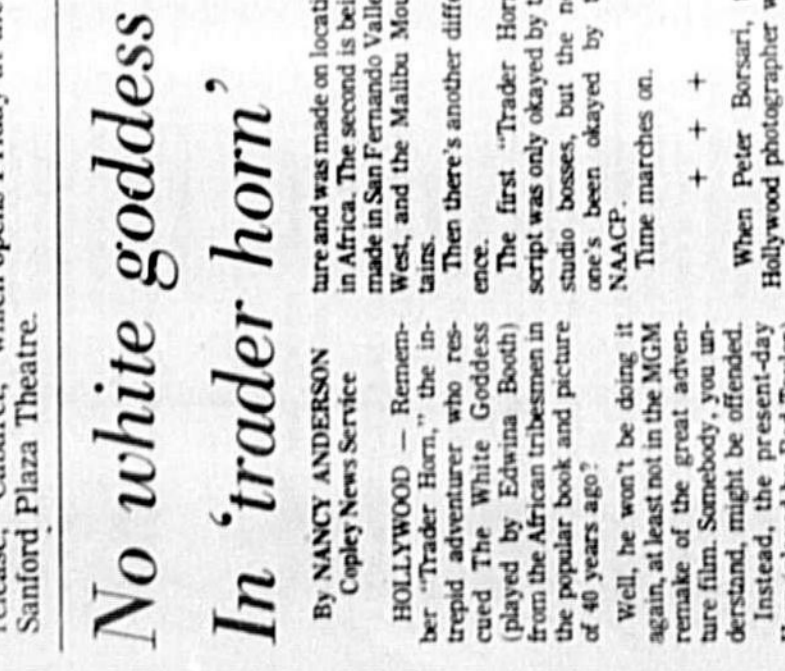 Sanford Plaza Theatre.
No white goddess
In 'trader horn'
By NANCY ANDERSON
Copley News Service
HOLLYWOOD — Remem-
ber "Trader Horn," the in-
trepid adventurer who res-
cued The White Goddess
(played by Edwina Booth)
from the African tribesmen in
the popular book and picture
of 40 years ago?
Well, he won't be doing it
again, at least not in the MGM
remake of the great adven-
ture film. Somebody, you un-
derstand, might be offended.
Instead, the present-day
ture and was made on locati
in Africa. The second is bei
made in San Fernando Valle
West, and the Malibu Mou
tains.
Then there's another diffe
ence.
The first "Trader Hor
script was only okayed by t
studio bosses, but the n
one's been okayed by
NAACP.
Time marches on.
+ + +
When Peter Borsari,
Hollywood photographer w